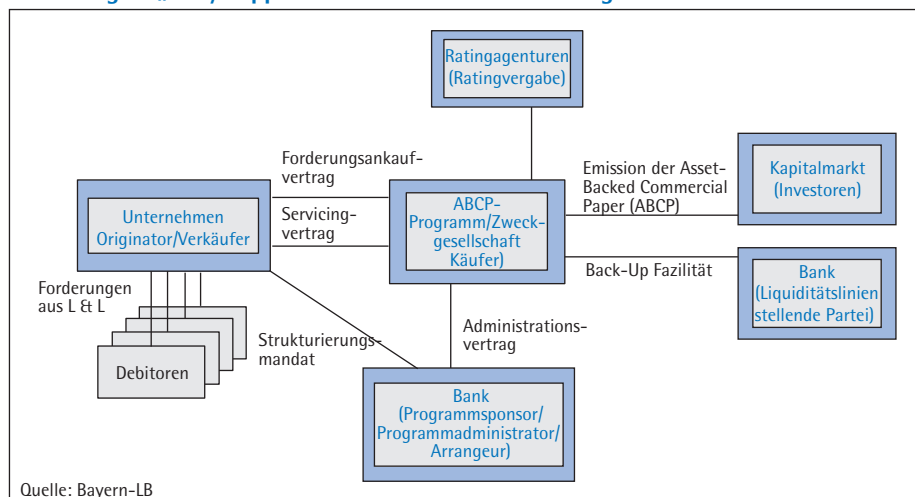 Ratingagenturen
(Ratingvergabe)
Forderungsankauf-
vertrag
Emission der Asset-
Backed Commercial
Paper (ABCP)
Kapitalmarkt
(Investoren)
Unternehmen
Originator/Verkäufer
Servicing-
vertrag
ABCP-
Programm/Zweck-
gesellschaft
Käufer)
Back-Up Fazilität
Bank
(Liquiditätslinien
stellende Partei)
Forderungen
aus L & L
Strukturierungs-
mandat
Administrations-
vertrag
Debitoren
Bank
(Programmsponsor/
Programmadministrator/
Arrangeur)
Quelle: Bayern-LB